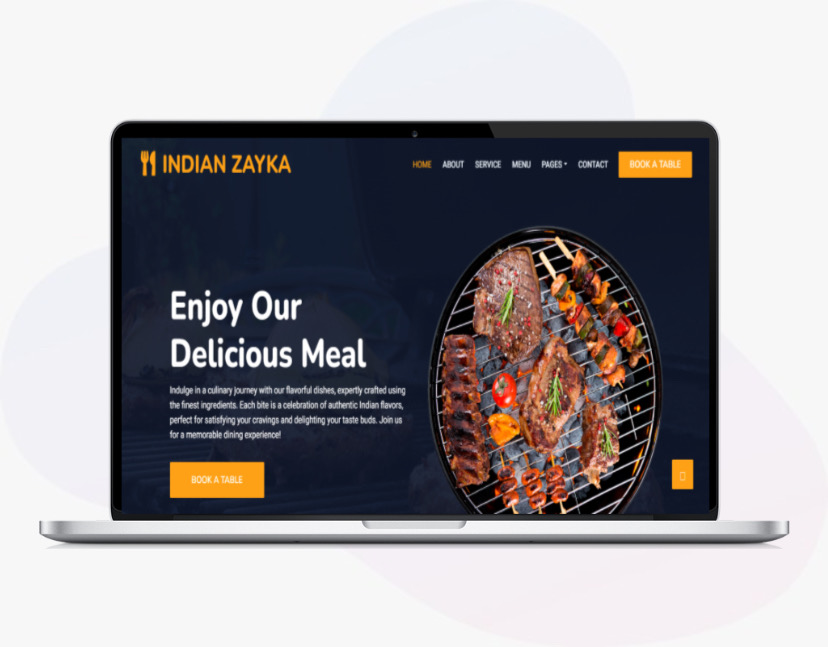 INDIAN ZAYKA
HOME ABOUT SERVICE MENU PAGES CONTACT BOOK A TABLE
Enjoy Our
Delicious Meal
Indulge in a culinary journey with our flavorful dishes, expertly crafted using
the finest ingredients. Each bite is a celebration of authentic Indian flavors,
perfect for satisfying your cravings and delighting your taste buds. Join us
for a memorable dining experience!
BOOK A TABLE